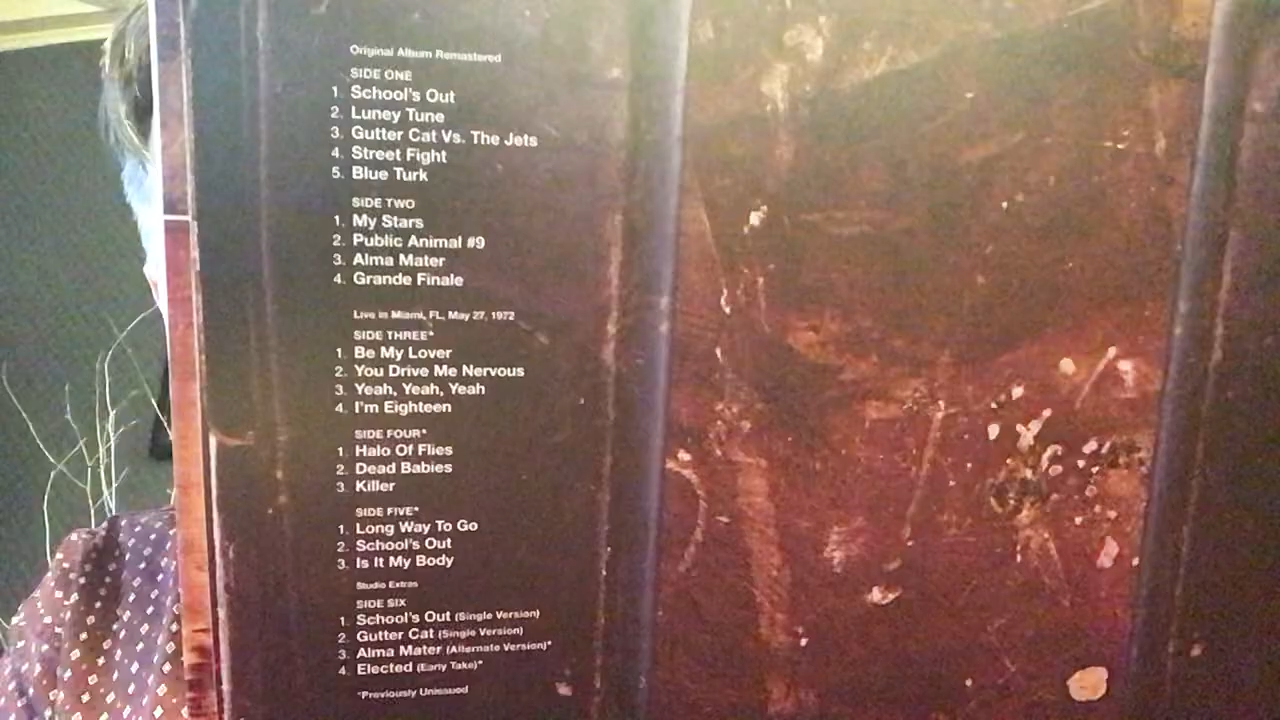 Original Album Remastered
SIDE ONE
1. School's Out
2. Luney Tune
3. Gutter Cat Vs. The Jets
4. Street Fight
5. Blue Turk
SIDE TWO
1. My Stars
2. Public Animal #9
3. Alma Mater
4. Grande Finale
Live in Miami, FL, May 27, 1972
SIDE THREE*
1. Be My Lover
2. You Drive Me Nervous
3. Yeah, Yeah, Yeah
4. I'm Eighteen
SIDE FOUR*
1. Halo Of Flies
2. Dead Babies
3. Killer
SIDE FIVE*
1. Long Way To Go
2. School's Out
3. Is It My Body
Studio Extras
SIDE SIX
1. School's Out (Single Version)
2. Gutter Cat (Single Version)
3. Alma Mater (Alternate Version)*
4. Elected (Early Take)*
*Previously Unissued